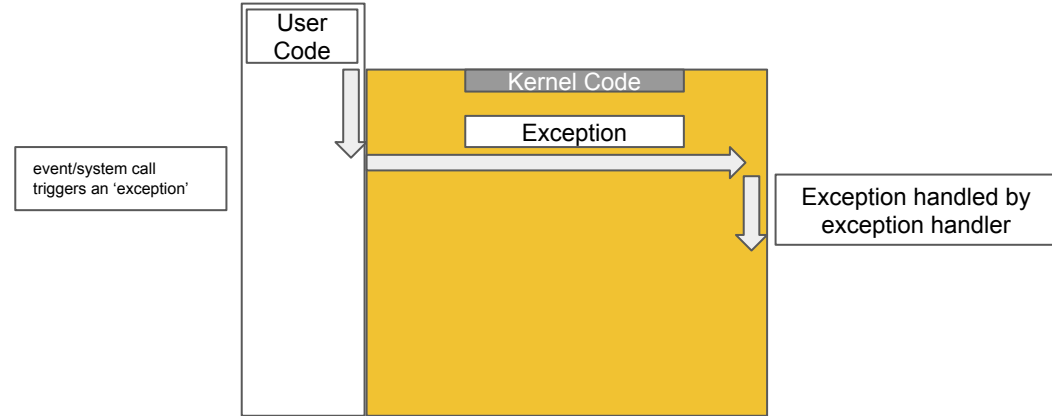 User
Code
Kernel Code
Exception
event/system call
triggers an ‘exception’
Exception handled by
exception handler